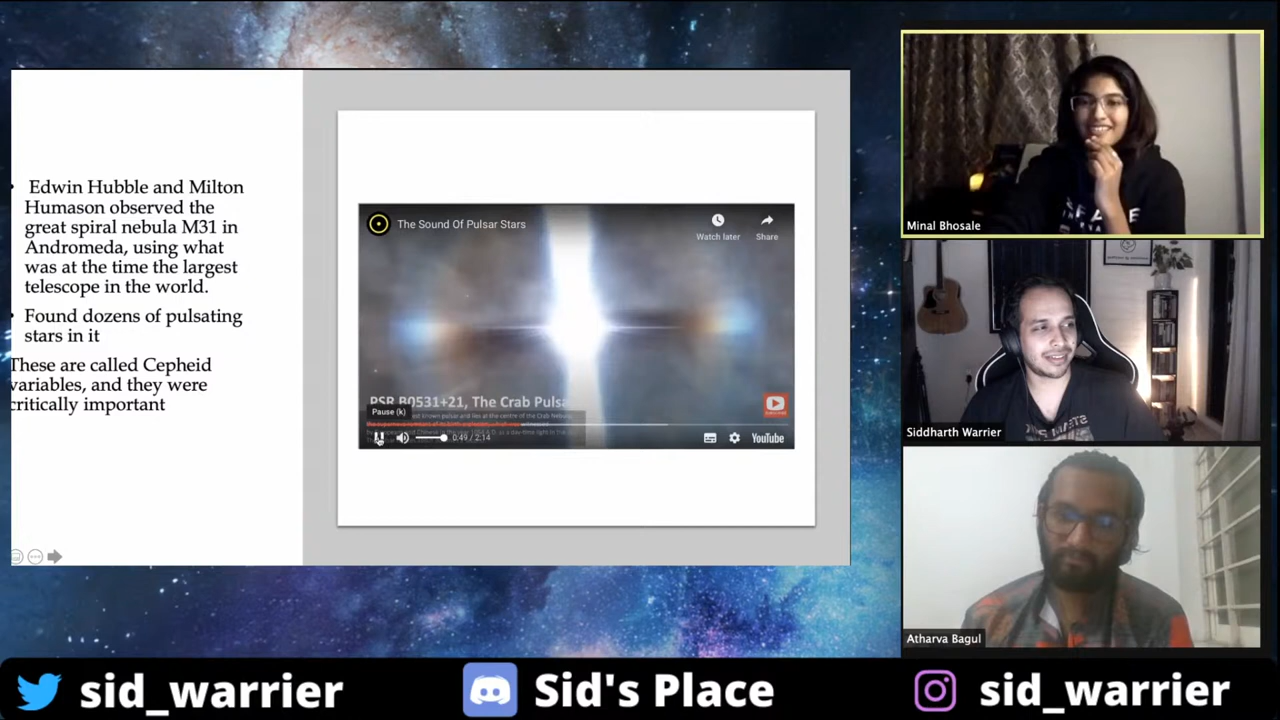 Edwin Hubble and Milton
Humason observed the
great spiral nebula M31 in
Andromeda, using what
was at the time the largest
telescope in the world.
Found dozens of pulsating
stars in it
These are called Cepheid
variables, and they were
critically important
The Sound Of Pulsar Stars
Watch later
Share
PSR B0531+21, The Crab Pulsa
Pause (k)
0:49 / 2:14
YouTube
Minal Bhosale
Siddharth Warrier
Atharva Bagul
sid_warrier
Sid's Place
sid_warrier